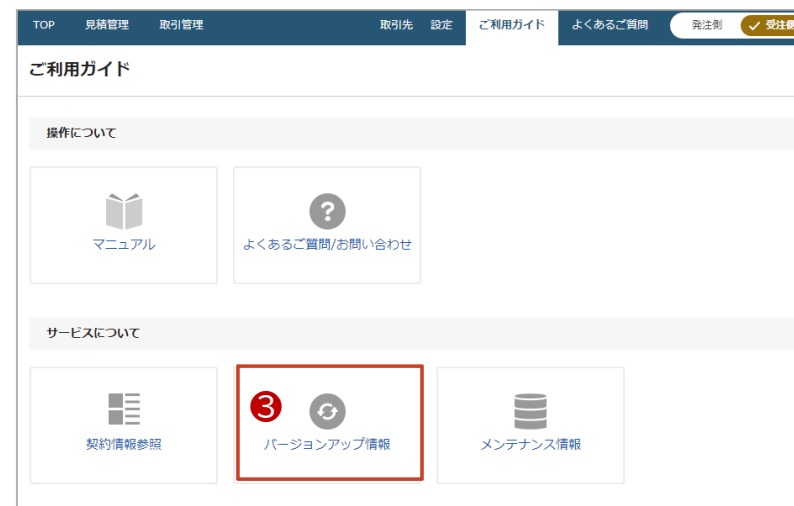 TOP 見積管理 取引管理 取引先 設定 ご利用ガイド よくあるご質問 発注側 受注側
ご利用ガイド
操作について
マニュアル よくあるご質問/お問い合わせ
サービスについて
3
契約情報参照 バージョンアップ情報 メンテナンス情報